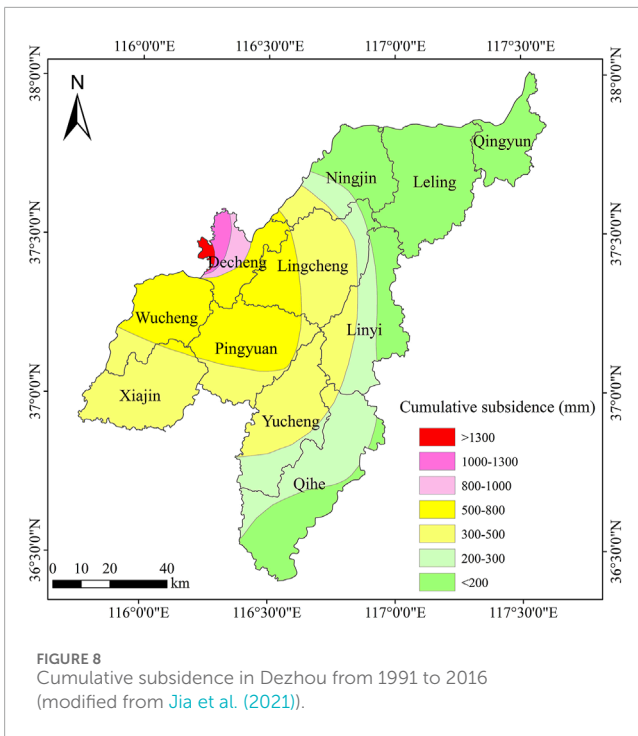 116°0'0"E 116°30'0"E 117°0'0"E 117°30'0"E
38°0'0"N
38°0'0"N
N
Qingyun
Ningjin
Leling
37°30'0"N
37°30'0"N
Decheng
Lingcheng
Wucheng
Linyi
Pingyuan
37°0'0"N
37°0'0"N
Xiajin
Yucheng
Cumulative subsidence (mm)
>1300
1000-1300
800-1000
500-800
300-500
200-300
<200
Qihe
36°30'0"N
36°30'0"N
0 10 20 40
km
116°0'0"E 116°30'0"E 117°0'0"E 117°30'0"E
FIGURE 8
Cumulative subsidence in Dezhou from 1991 to 2016
(modified from Jia et al. (2021)).